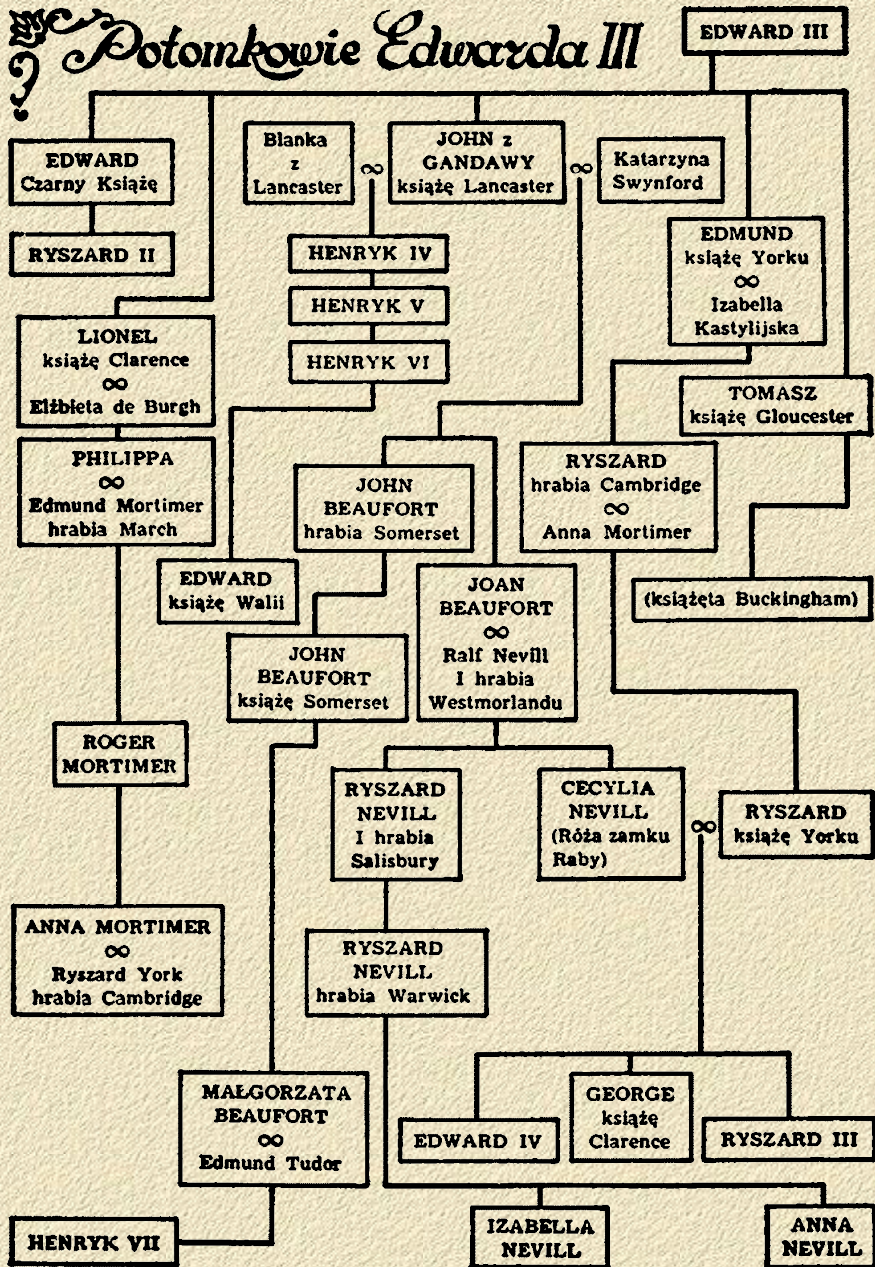 Potomkowie Edwarda III
EDWARD III
EDWARD
Czarny Książę
RYSZARD II
Blanka
z
Lancaster
∞
JOHN z
GANDAWY
książę Lancaster
∞
Katarzyna
Swynford
HENRYK IV
HENRYK V
HENRYK VI
EDMUND
książę Yorku
∞
Izabella
Kastylijska
LIONEL
książę Clarence
∞
Elżbieta de Burgh
TOMASZ
książę Gloucester
PHILIPPA
∞
Edmund Mortimer
hrabia March
JOHN
BEAUFORT
hrabia Somerset
RYSZARD
hrabia Cambridge
∞
Anna Mortimer
EDWARD
książę Walii
JOAN
BEAUFORT
∞
Ralf Nevill
I hrabia
Westmorlandu
(książęta Buckingham)
JOHN
BEAUFORT
książę Somerset
ROGER
MORTIMER
RYSZARD
NEVILL
I hrabia
Salisbury
CECYLIA
NEVILL
(Róża zamku
Raby)
∞
RYSZARD
książę Yorku
ANNA MORTIMER
∞
Ryszard York
hrabia Cambridge
RYSZARD
NEVILL
hrabia Warwick
MAŁGORZATA
BEAUFORT
∞
Edmund Tudor
EDWARD IV
GEORGE
książę
Clarence
RYSZARD III
HENRYK VII
IZABELLA
NEVILL
ANNA
NEVILL